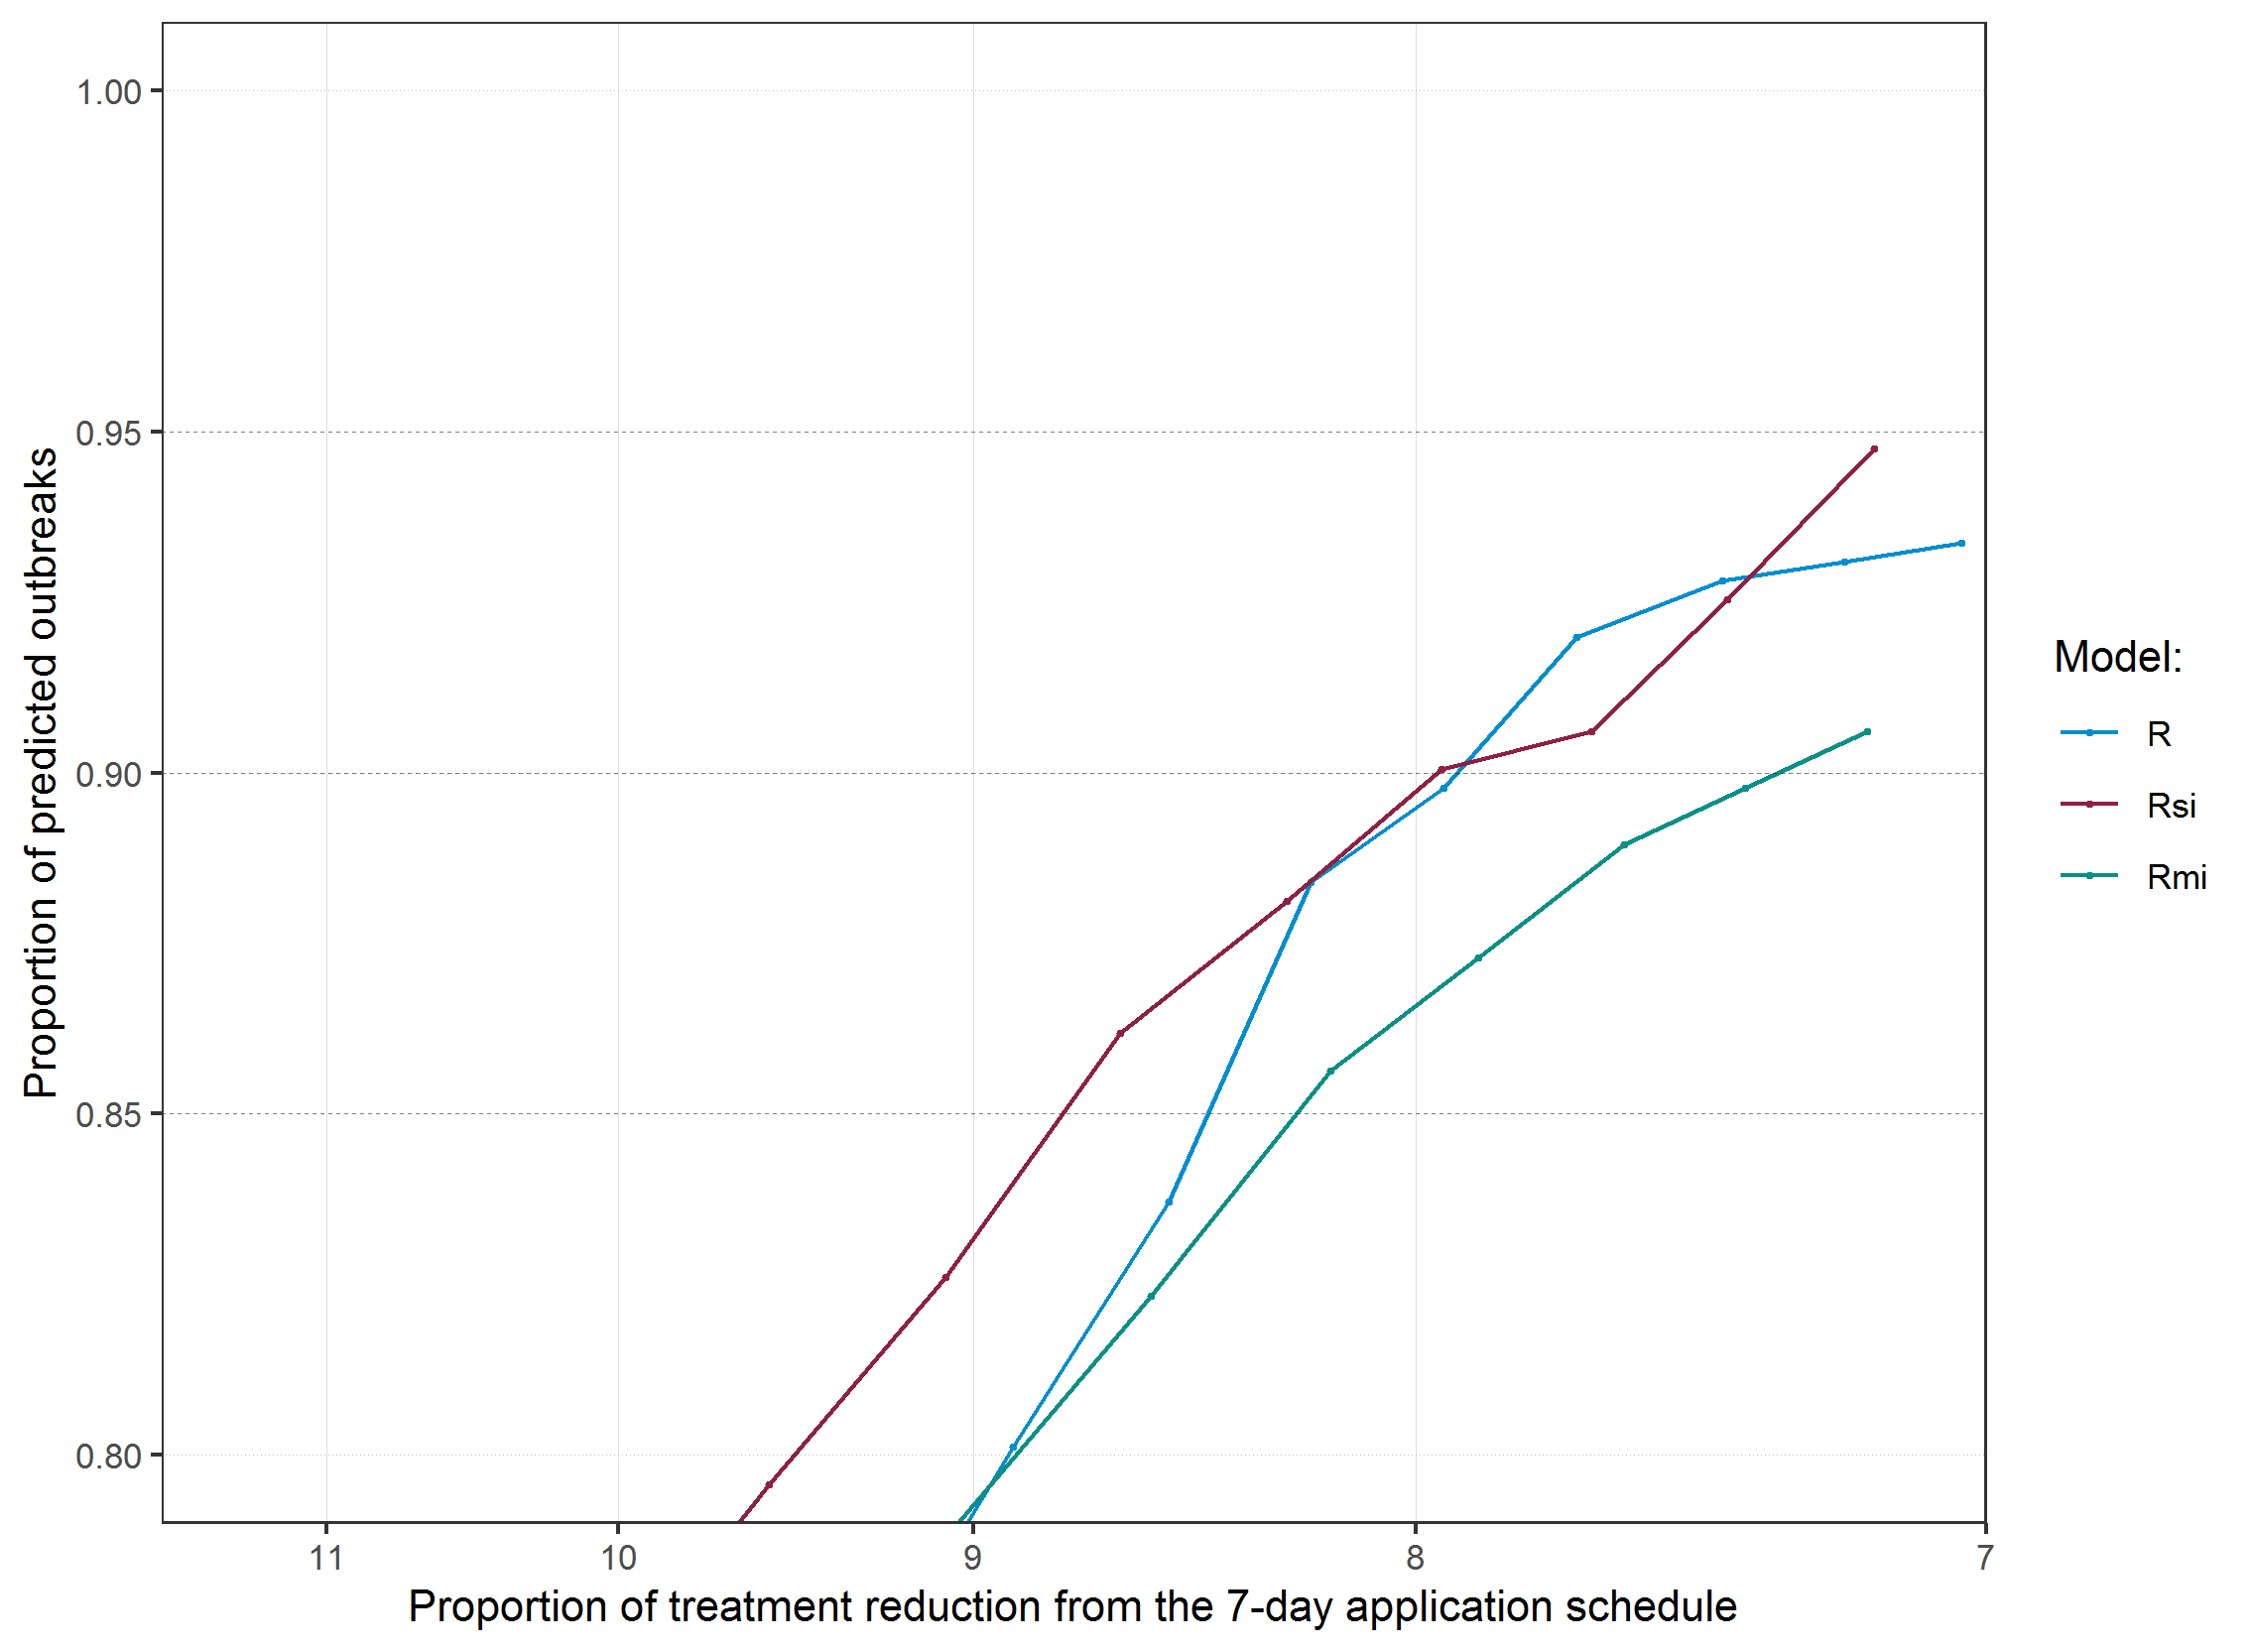 1.00
0.95
0.90
0.85
0.80
Proportion of predicted outbreaks
11 10 9 8 7
Proportion of treatment reduction from the 7-day application schedule
Model:
R
Rsi
Rmi